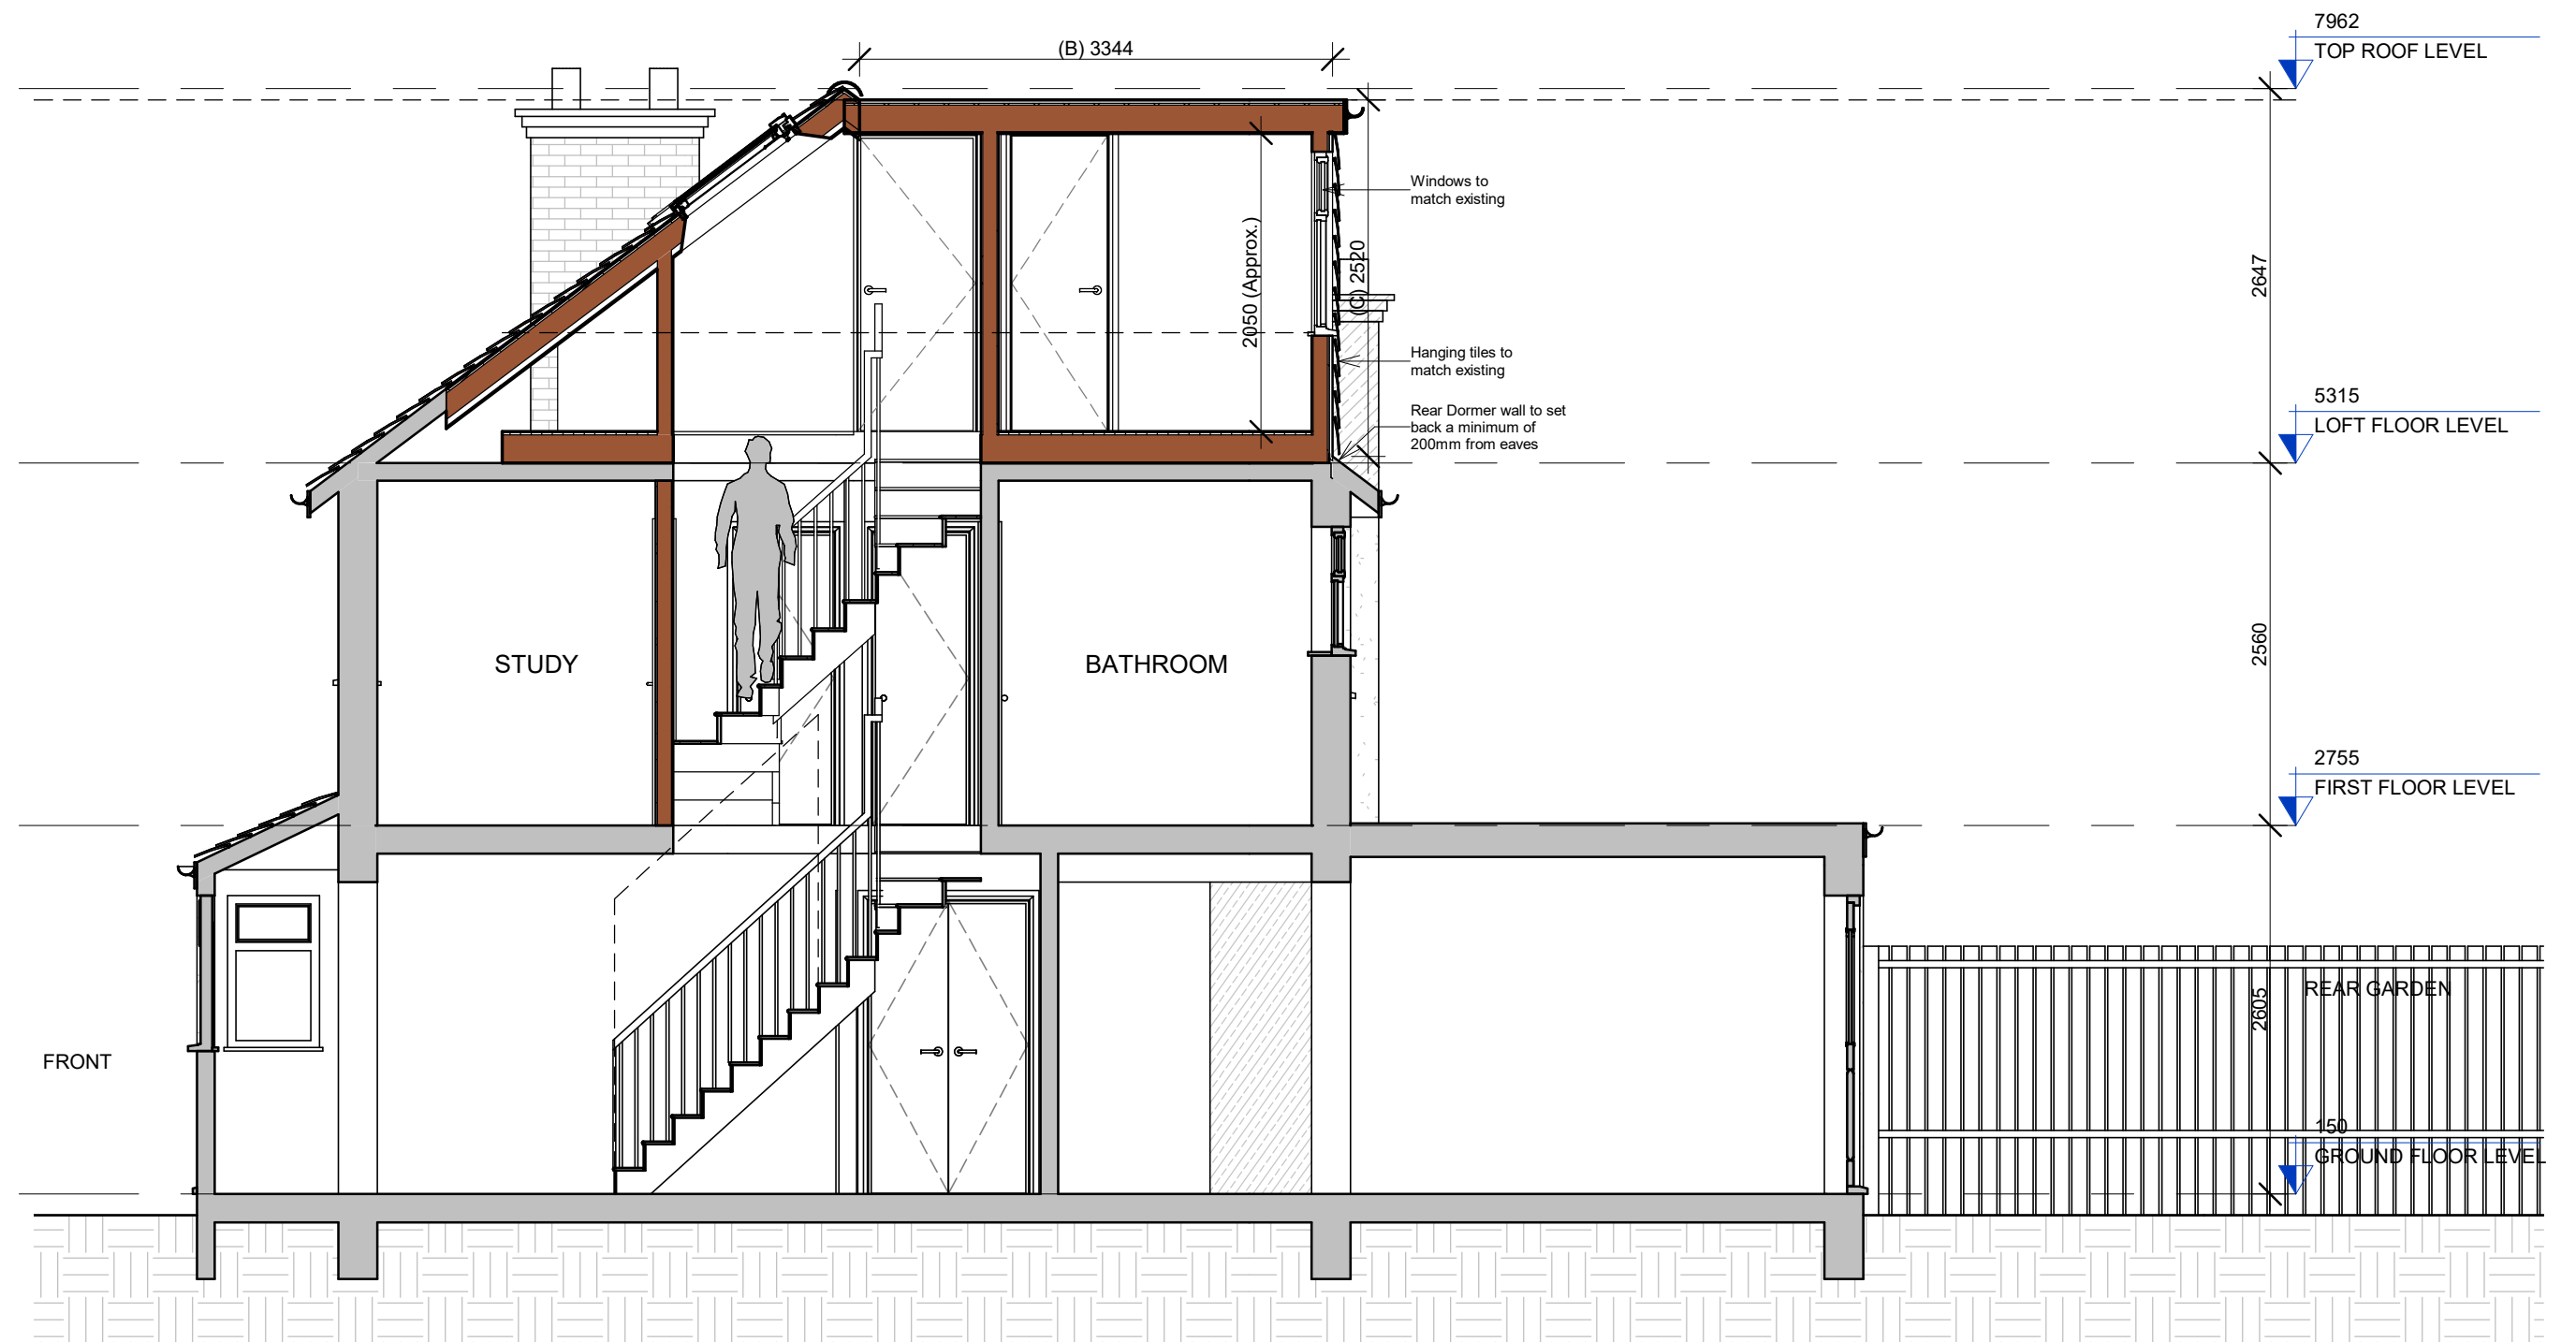 7962
TOP ROOF LEVEL
(B) 3344
Windows to
match existing
2050 (Approx.)
(C) 2520
2647
Hanging tiles to
match existing
Rear Dormer wall to set
back a minimum of
200mm from eaves
5315
LOFT FLOOR LEVEL
STUDY
BATHROOM
2560
2755
FIRST FLOOR LEVEL
REAR GARDEN
2605
FRONT
150
GROUND FLOOR LEVEL